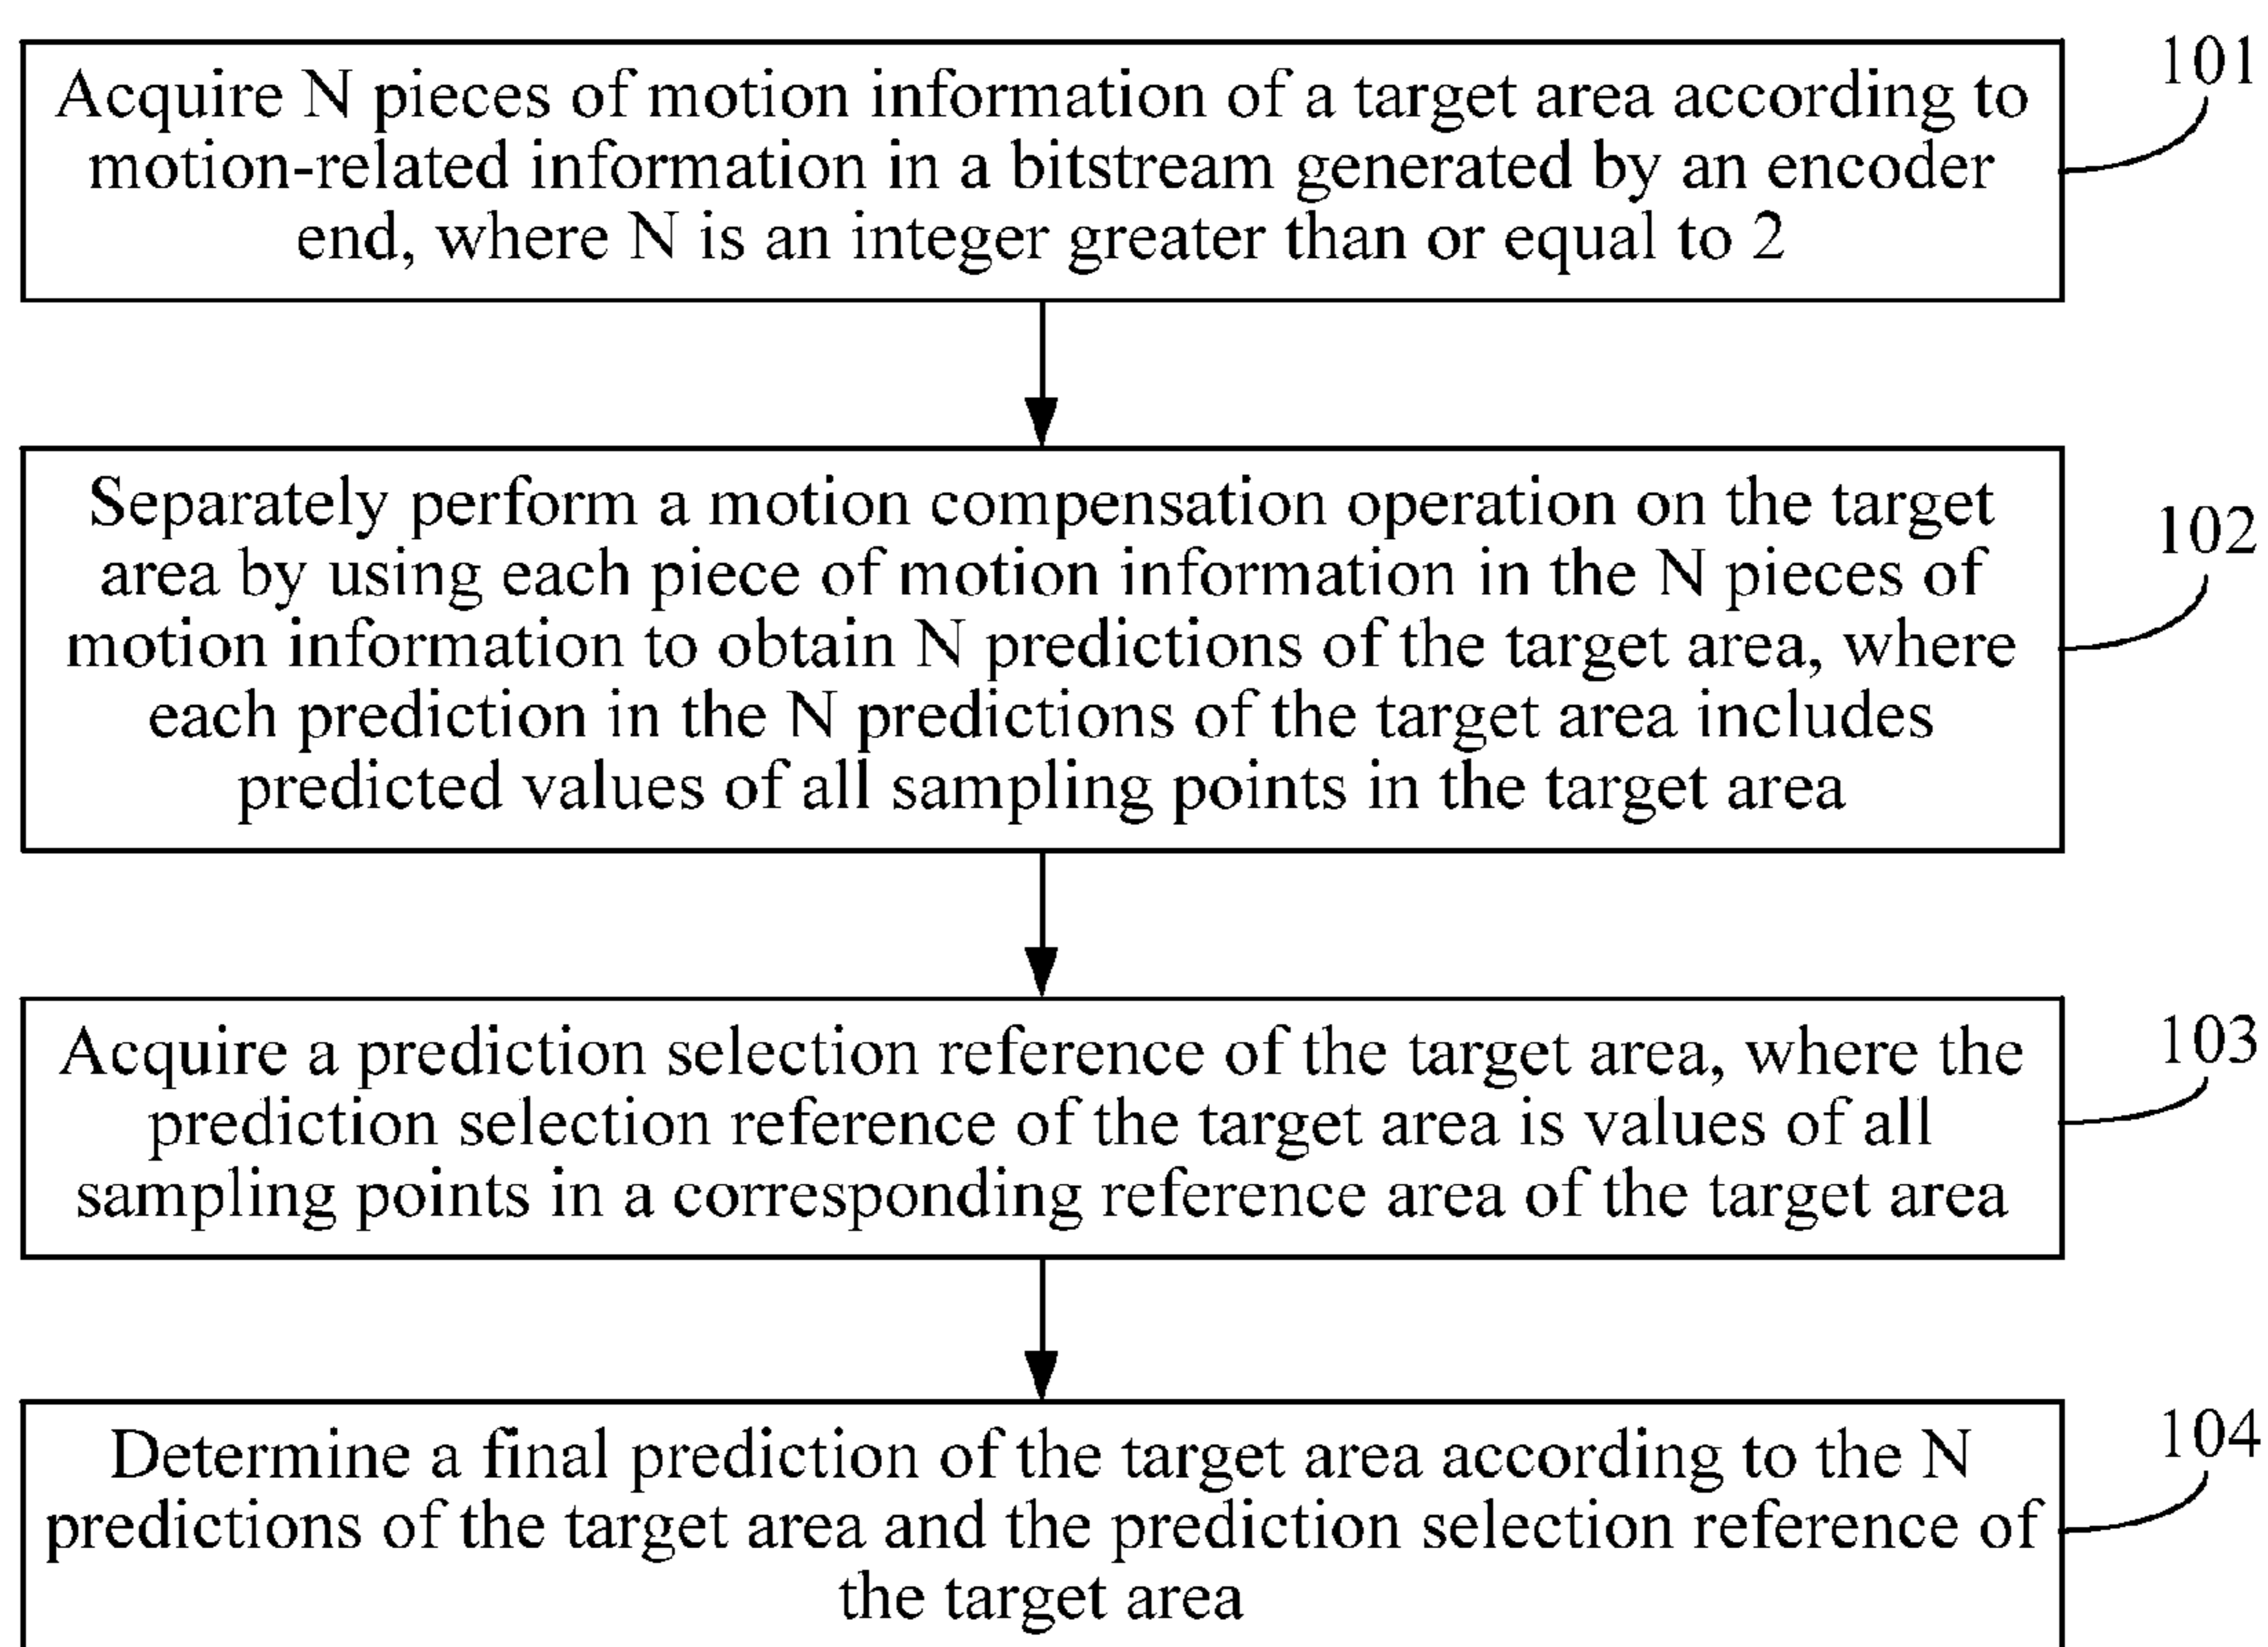 Acquire N pieces of motion information of a target area according to
motion-related information in a bitstream generated by an encoder
end, where N is an integer greater than or equal to 2
101
Separately perform a motion compensation operation on the target
area by using each piece of motion information in the N pieces of
motion information to obtain N predictions of the target area, where
each prediction in the N predictions of the target area includes
predicted values of all sampling points in the target area
102
Acquire a prediction selection reference of the target area, where the
prediction selection reference of the target area is values of all
sampling points in a corresponding reference area of the target area
103
Determine a final prediction of the target area according to the N
predictions of the target area and the prediction selection reference of
the target area
104